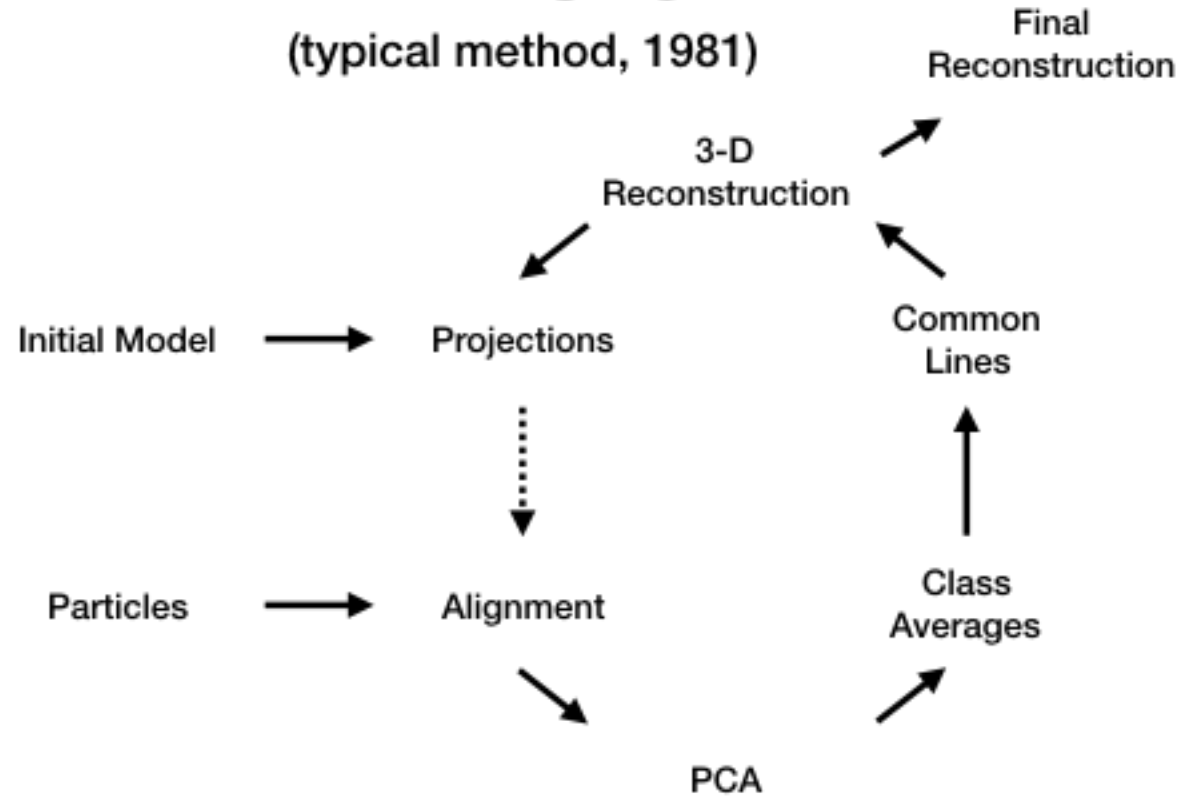 (typical method, 1981)
Final
Reconstruction
3-D
Reconstruction
Initial Model
Projections
Common
Lines
Particles
Alignment
Class
Averages
PCA